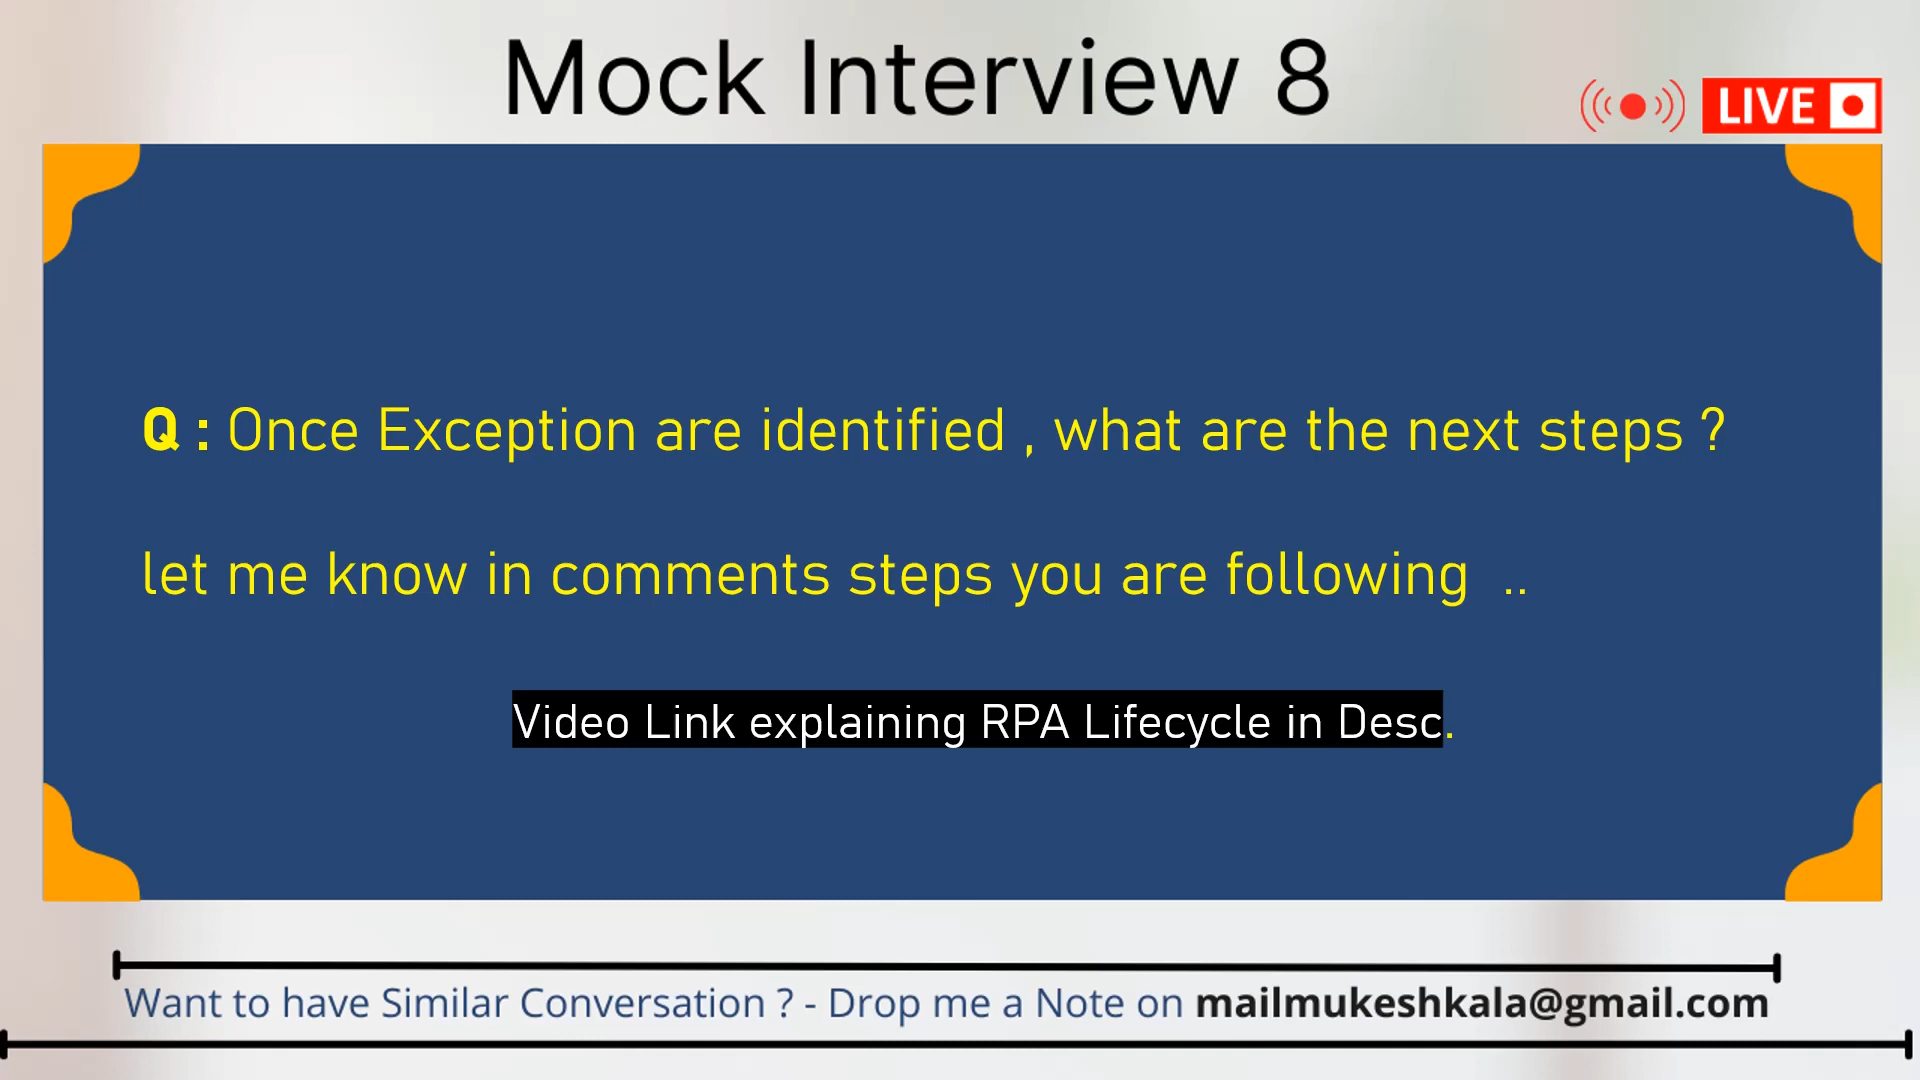 Mock Interview 8
LIVE
Q : Once Exception are identified , what are the next steps ?
let me know in comments steps you are following ..
Video Link explaining RPA Lifecycle in Desc.
Want to have Similar Conversation ? - Drop me a Note on mailmukeshkala@gmail.com